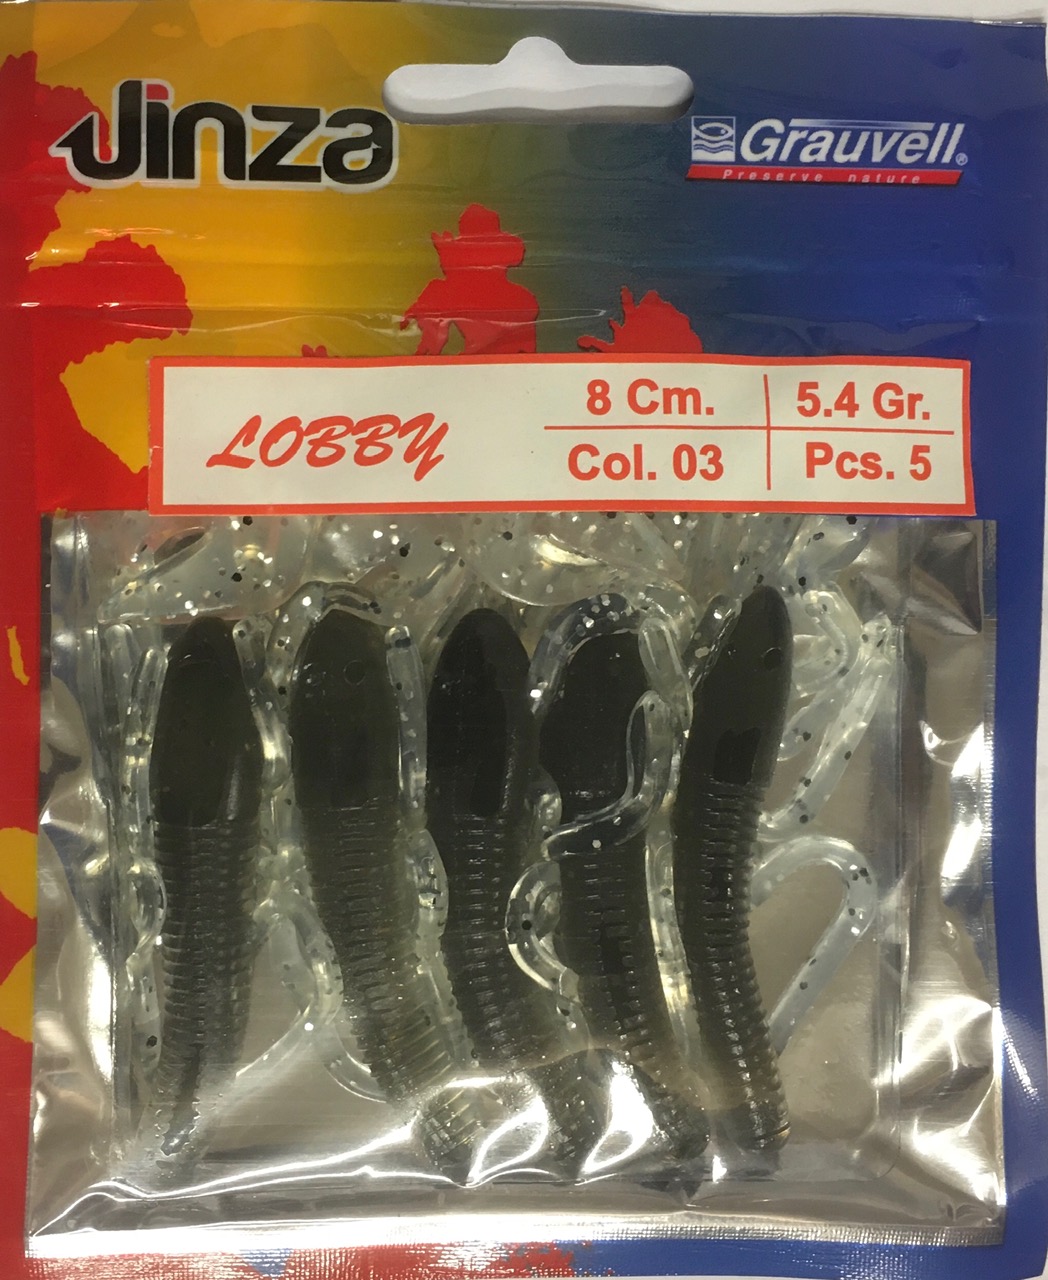 Jinza
Grauvell®
Preserve nature
LOBBY
8 Cm.
5.4 Gr.
Col. 03
Pcs. 5